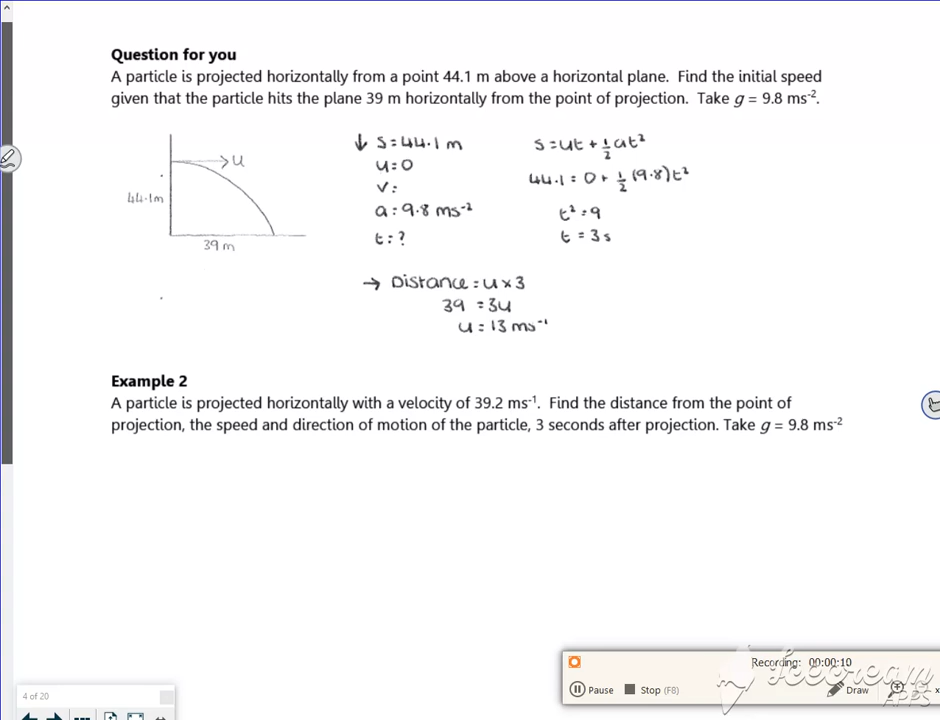 Question for you
A particle is projected horizontally from a point 44.1 m above a horizontal plane. Find the initial speed
given that the particle hits the plane 39 m horizontally from the point of projection. Take g = 9.8 ms⁻².
u
44.1m
39 m
↓ s=44.1 m
u=0
v:
a: 9.8 ms⁻²
t: ?
s=ut + 1/2 at²
44.1 = 0 + 1/2 (9.8)t²
t² = 9
t = 3s
→ Distance = u × 3
39 = 3u
u = 13 ms⁻¹
Example 2
A particle is projected horizontally with a velocity of 39.2 ms⁻¹. Find the distance from the point of
projection, the speed and direction of motion of the particle, 3 seconds after projection. Take g = 9.8 ms⁻²
Recording: 00:00:10
Pause Stop (F8) Draw
Icecream
APPS
4 of 20